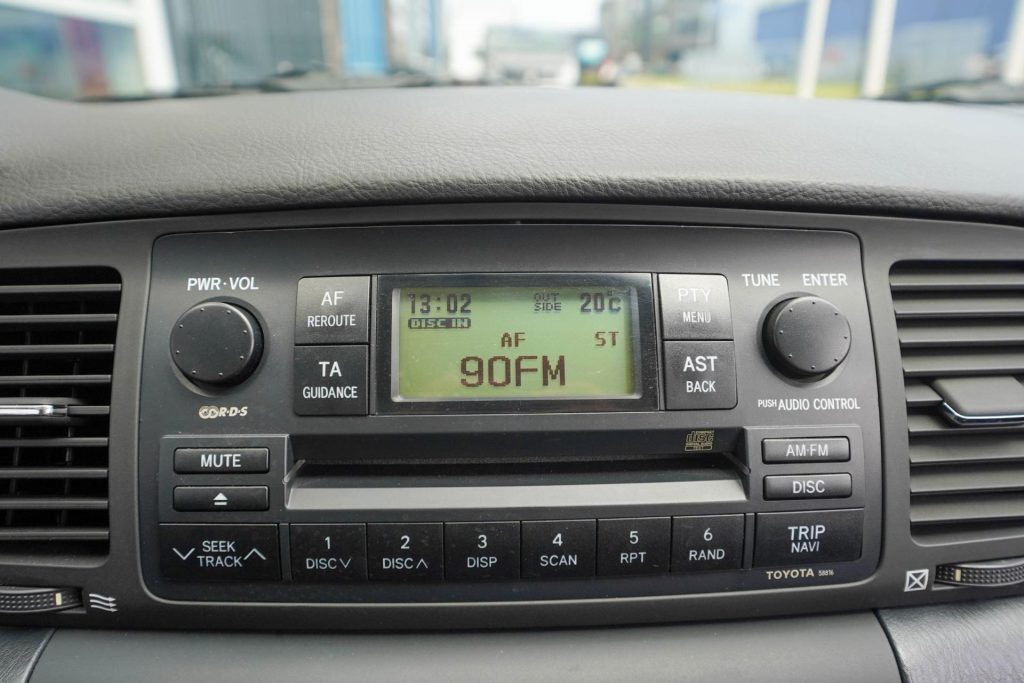 PWR·VOL
AF
REROUTE
TA
GUIDANCE
13:02
OUT
SIDE
20°C
DISC IN
AF
ST
90FM
PTY
MENU
AST
BACK
TUNE
ENTER
PUSH AUDIO CONTROL
R·D·S
MUTE
disc
AM·FM
DISC
SEEK
TRACK
1
DISC
2
DISC
3
DISP
4
SCAN
5
RPT
6
RAND
TRIP
NAVI
TOYOTA 58816